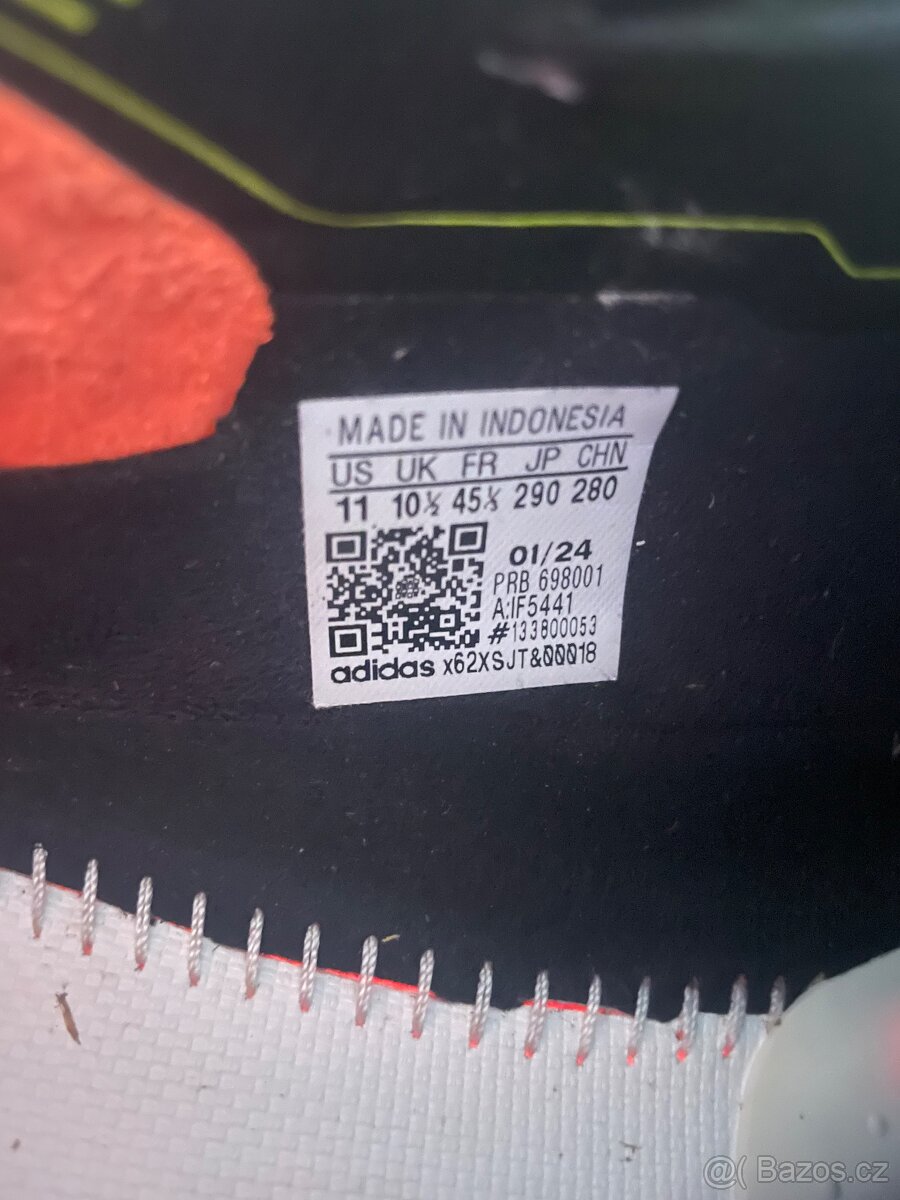 MADE IN INDONESIA
US UK FR JP CHN
11 10½ 45⅓ 290 280
01/24
PRB 698001
A:IF5441
#133800053
adidas x62XSJT&00018
@( Bazos.cz